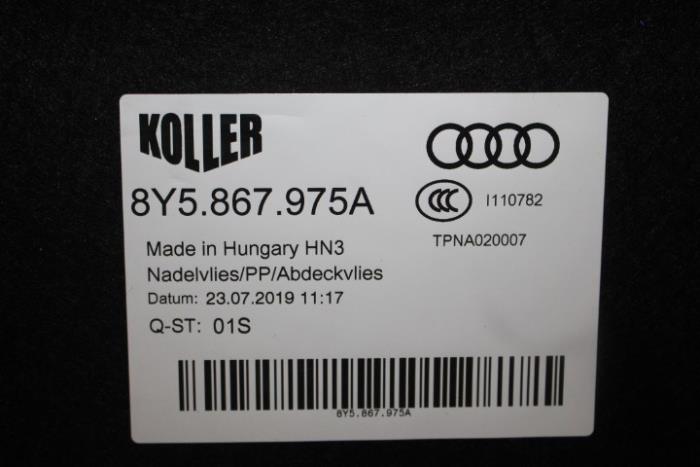 KOLLER
8Y5.867.975A
CCC
I110782
TPNA020007
Made in Hungary HN3
Nadelvlies/PP/Abdeckvlies
Datum: 23.07.2019 11:17
Q-ST: 01S
8Y5.867.975A